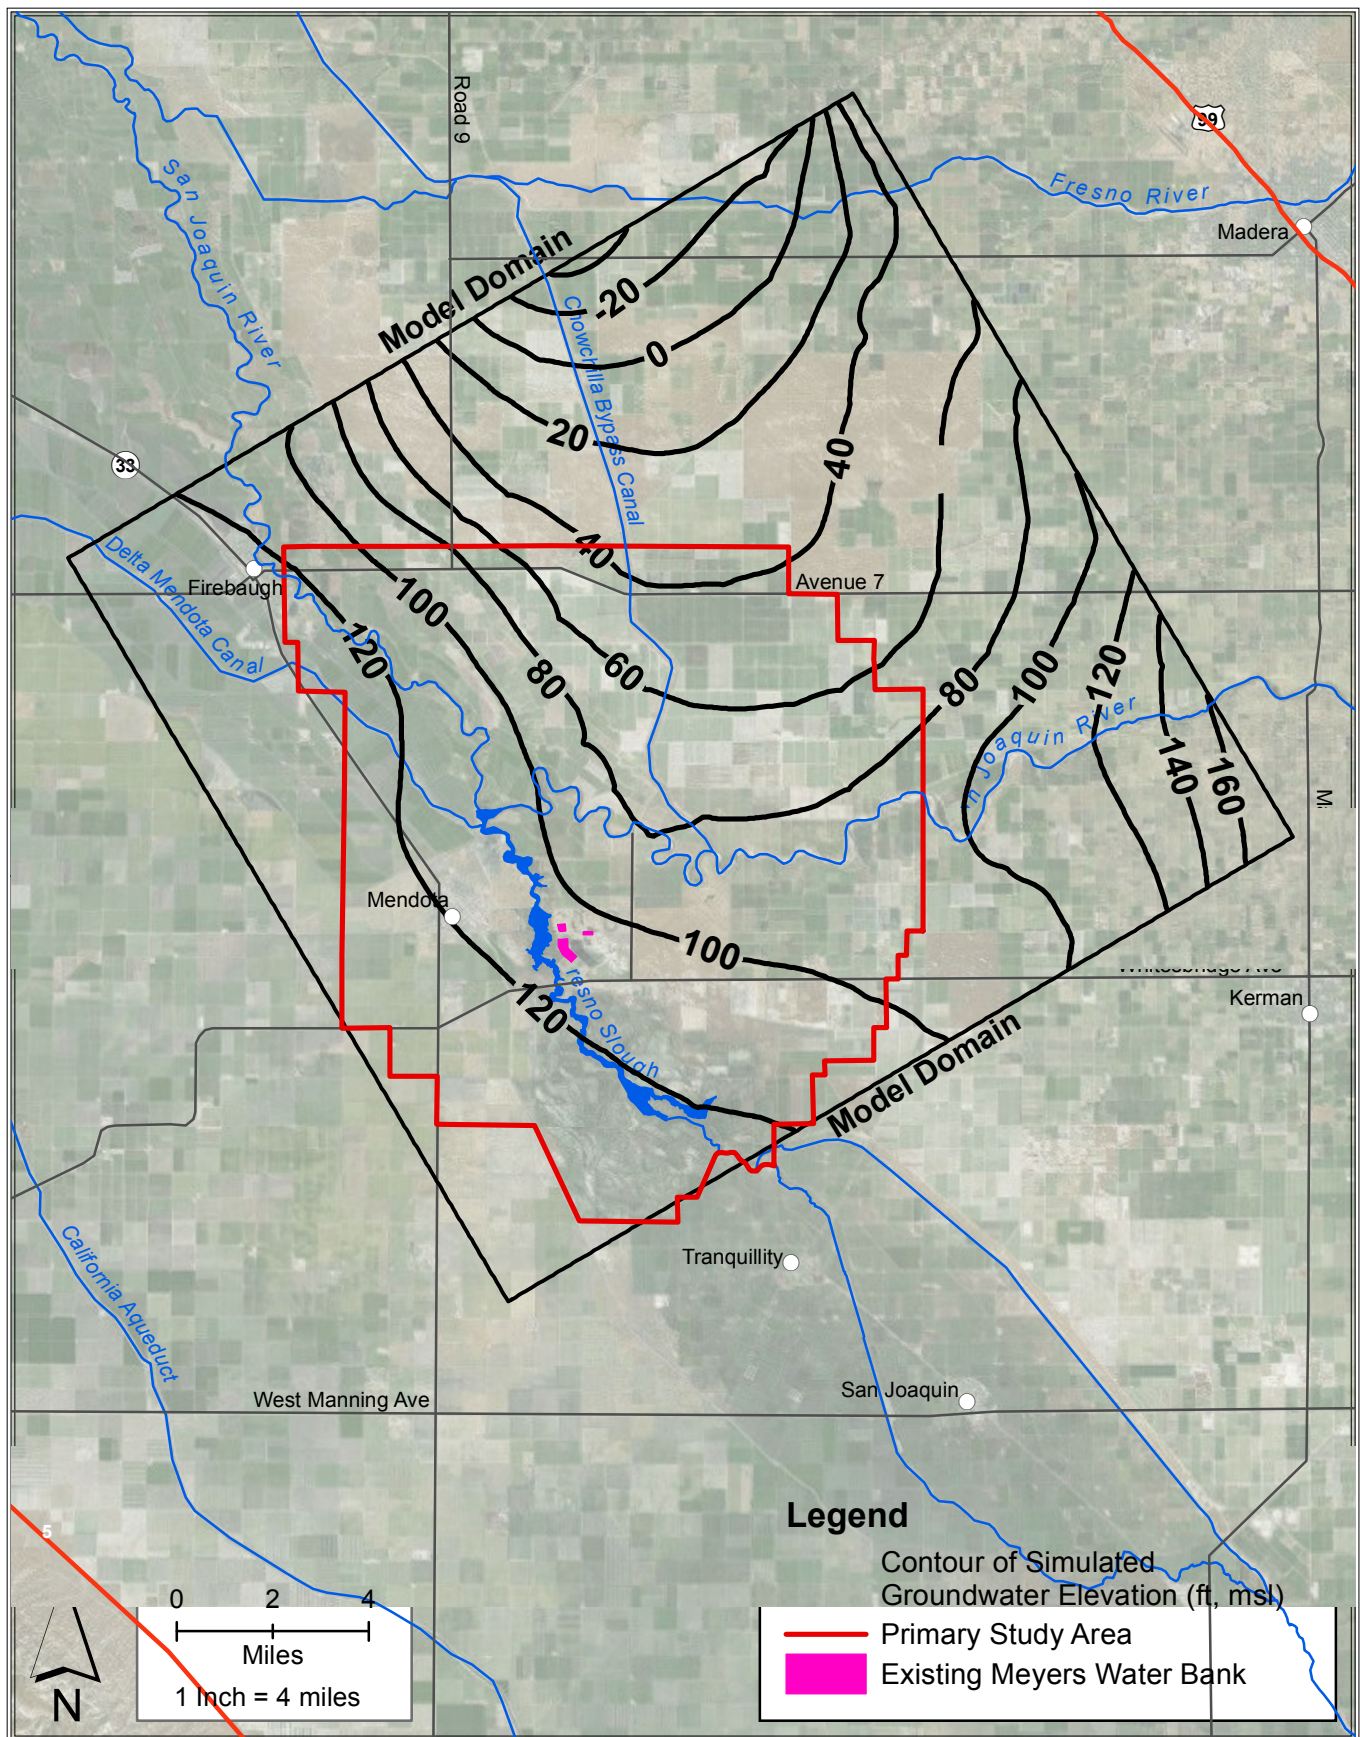 Road 9
99
San Joaquin River
Fresno River
Madera
Model Domain
-20
Chowchilla Bypass Canal
0
20
40
33
40
Delta Mendota Canal
Firebaugh
Avenue 7
100
120
80
60
80
100
120
n Joaquin River
140
160
Mendota
100
120
resno Slough
Kerman
Model Domain
Tranquillity
California Aqueduct
San Joaquin
West Manning Ave
Legend
5
Contour of Simulated
Groundwater Elevation (ft, msl)
0 2 4
Primary Study Area
Miles
Existing Meyers Water Bank
1 Inch = 4 miles
N